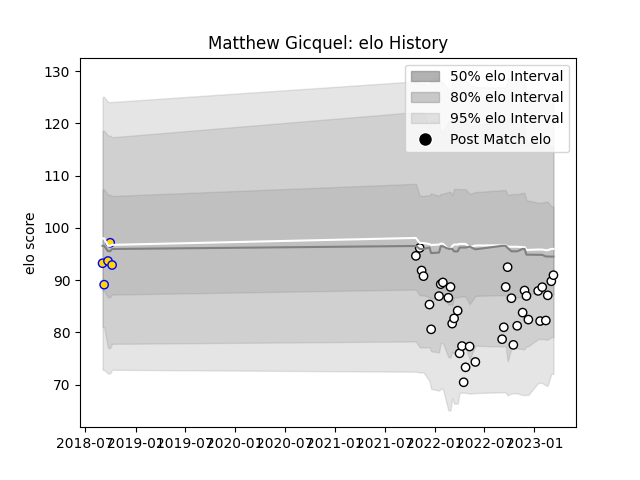 Matthew Gicquel: elo History
130
120
110
100
90
80
70
elo score
50% elo Interval
80% elo Interval
95% elo Interval
Post Match elo
2018-07
2019-01
2019-07
2020-01
2020-07
2021-01
2021-07
2022-01
2022-07
2023-01